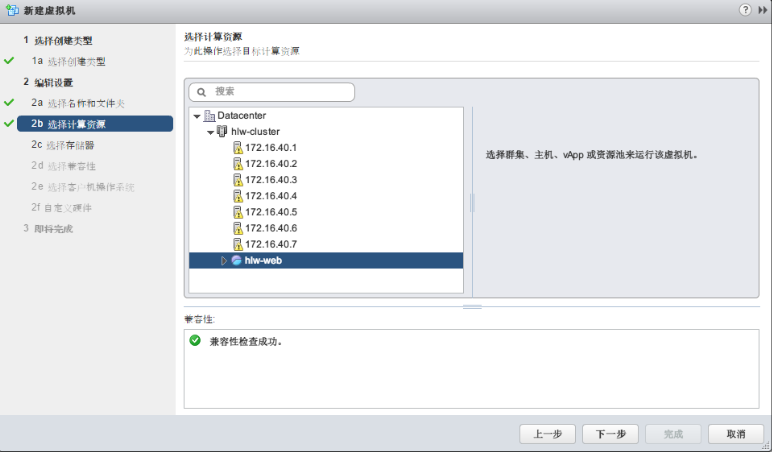 新建虚拟机
?
1 选择创建类型
1a 选择创建类型
2 编辑设置
2a 选择名称和文件夹
2b 选择计算资源
2c 选择存储器
2d 选择兼容性
2e 选择客户机操作系统
2f 自定义硬件
3 即将完成
选择计算资源
为此操作选择目标计算资源
搜索
Datacenter
hlw-cluster
172.16.40.1
172.16.40.2
172.16.40.3
172.16.40.4
172.16.40.5
172.16.40.6
172.16.40.7
hlw-web
选择群集、主机、vApp 或资源池来运行该虚拟机。
兼容性:
兼容性检查成功。
上一步 下一步 完成 取消